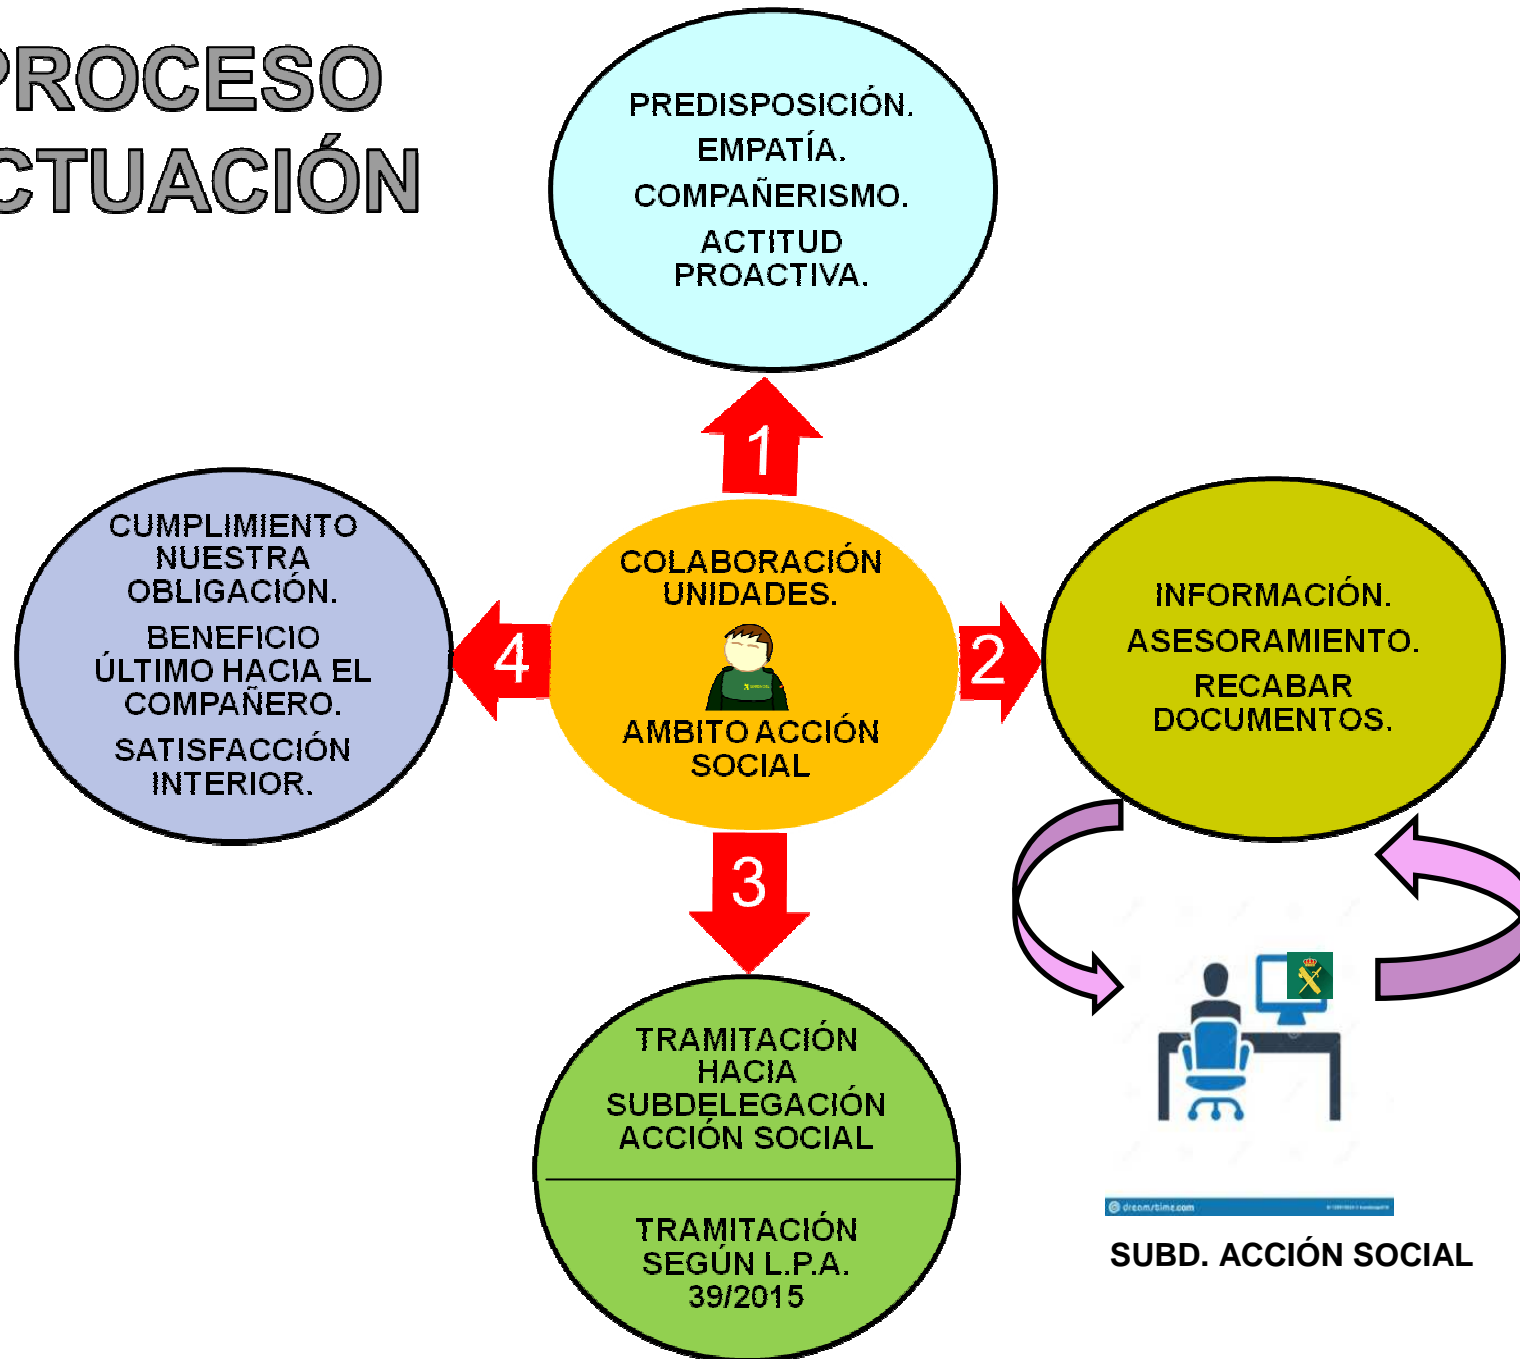 PROCESO
CTUACIÓN
PREDISPOSICIÓN.
EMPATÍA.
COMPAÑERISMO.
ACTITUD
PROACTIVA.
1
CUMPLIMIENTO
NUESTRA
OBLIGACIÓN.
BENEFICIO
ÚLTIMO HACIA EL
COMPAÑERO.
SATISFACCIÓN
INTERIOR.
4
COLABORACIÓN
UNIDADES.
AMBITO ACCIÓN
SOCIAL
2
INFORMACIÓN.
ASESORAMIENTO.
RECABAR
DOCUMENTOS.
3
TRAMITACIÓN
HACIA
SUBDELEGACIÓN
ACCIÓN SOCIAL
TRAMITACIÓN
SEGÚN L.P.A.
39/2015
dreamstime.com
SUBD. ACCIÓN SOCIAL